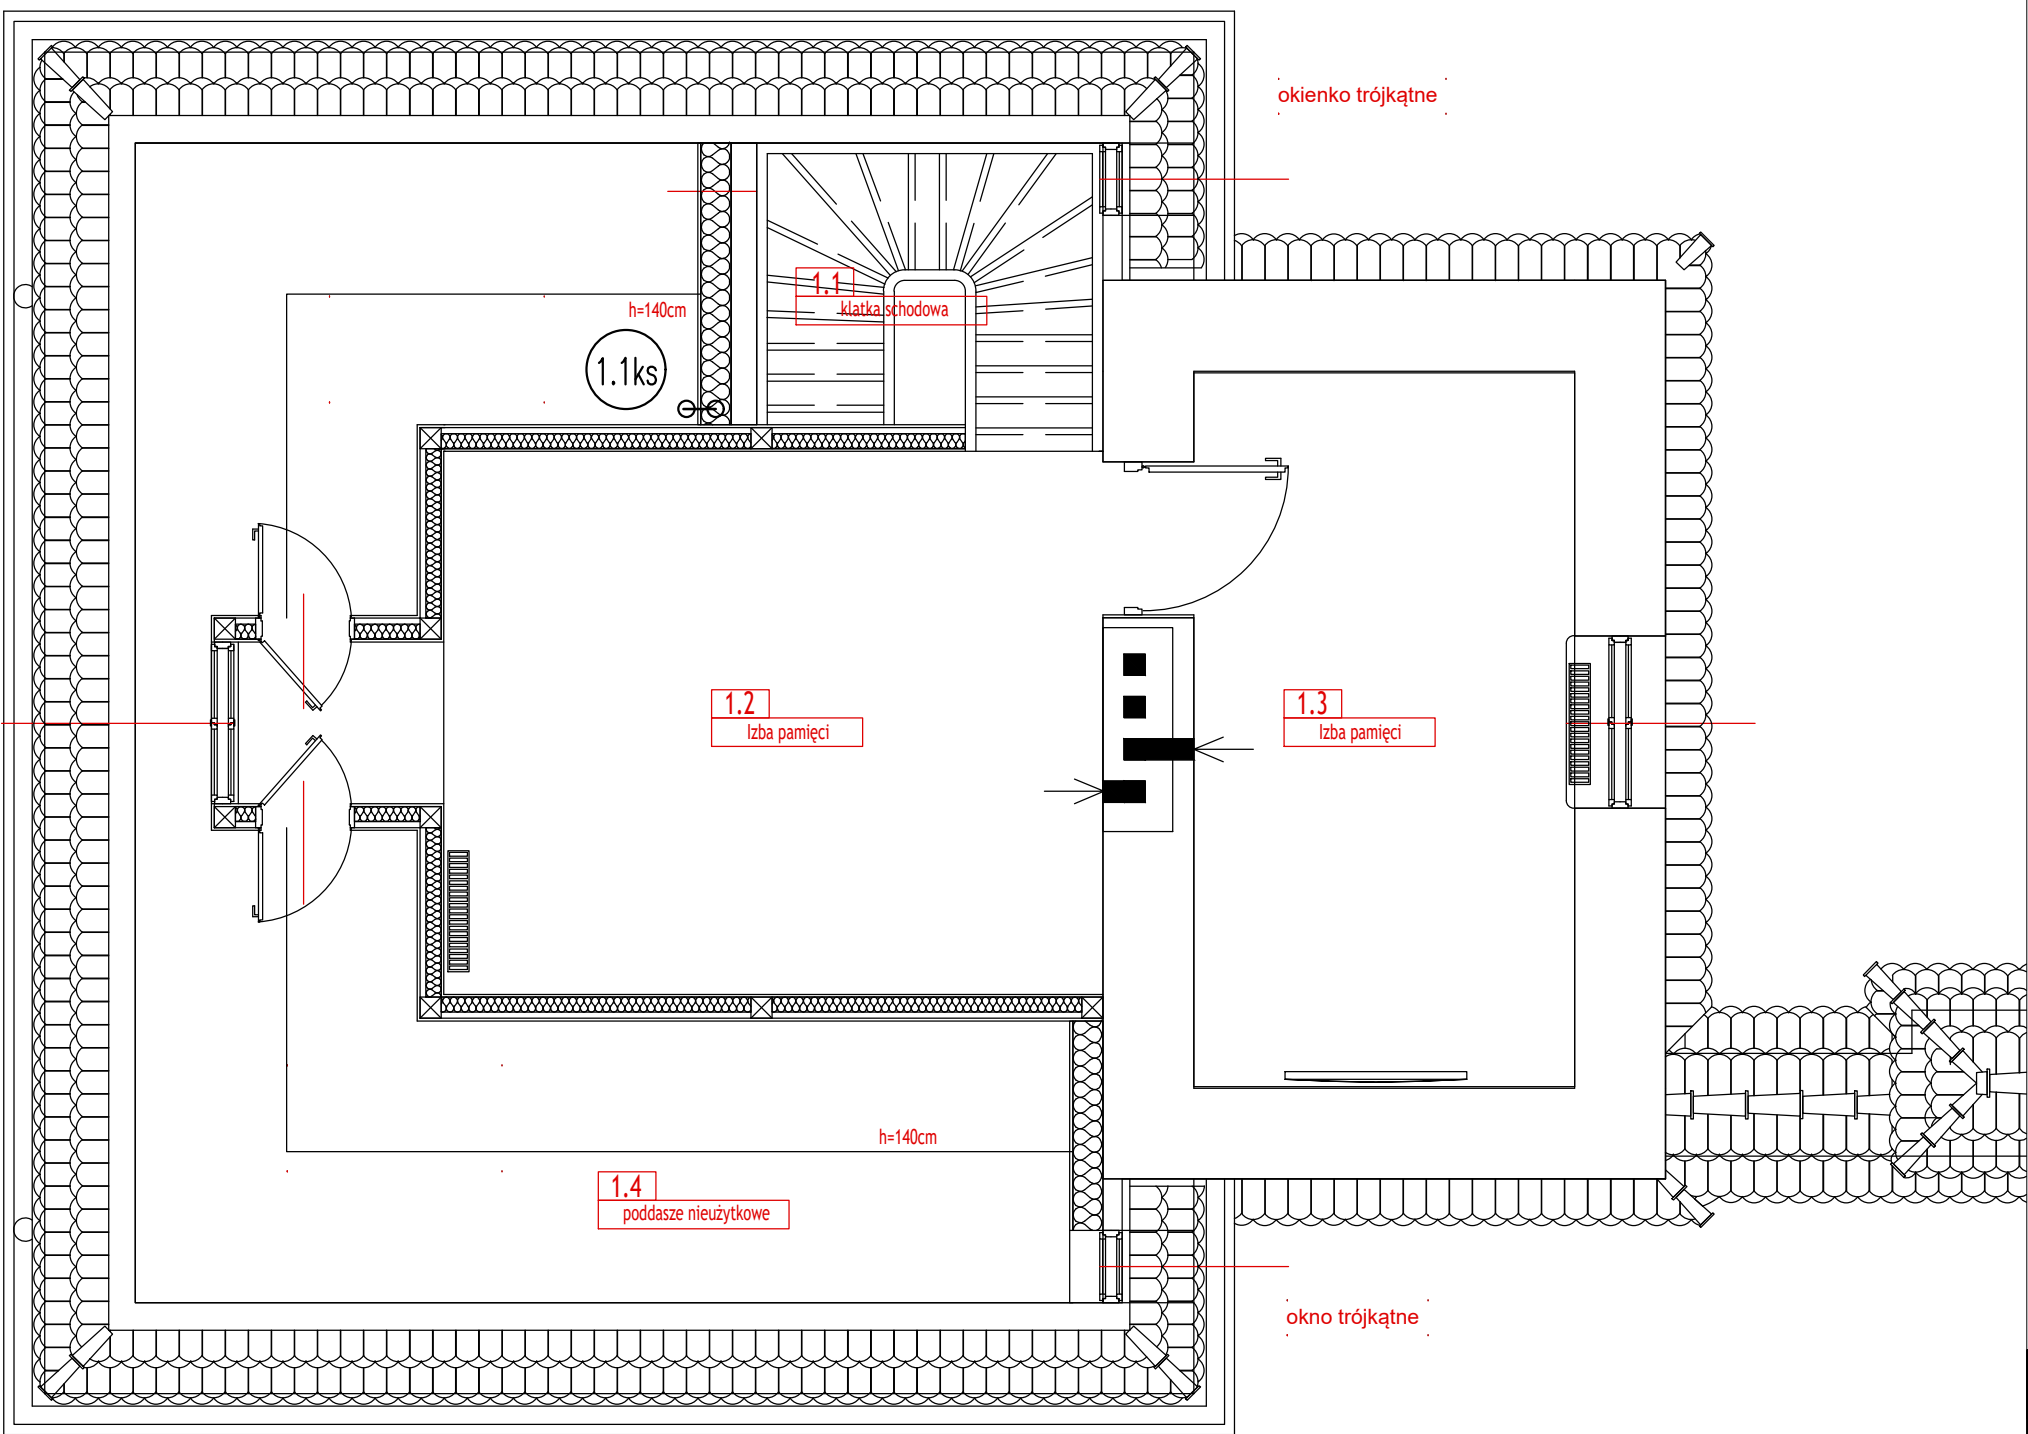 okienko trójkątne
1.1
klatka schodowa
h=140cm
1.1ks
1.2
Izba pamięci
1.3
Izba pamięci
h=140cm
1.4
poddasze nieużytkowe
okno trójkątne